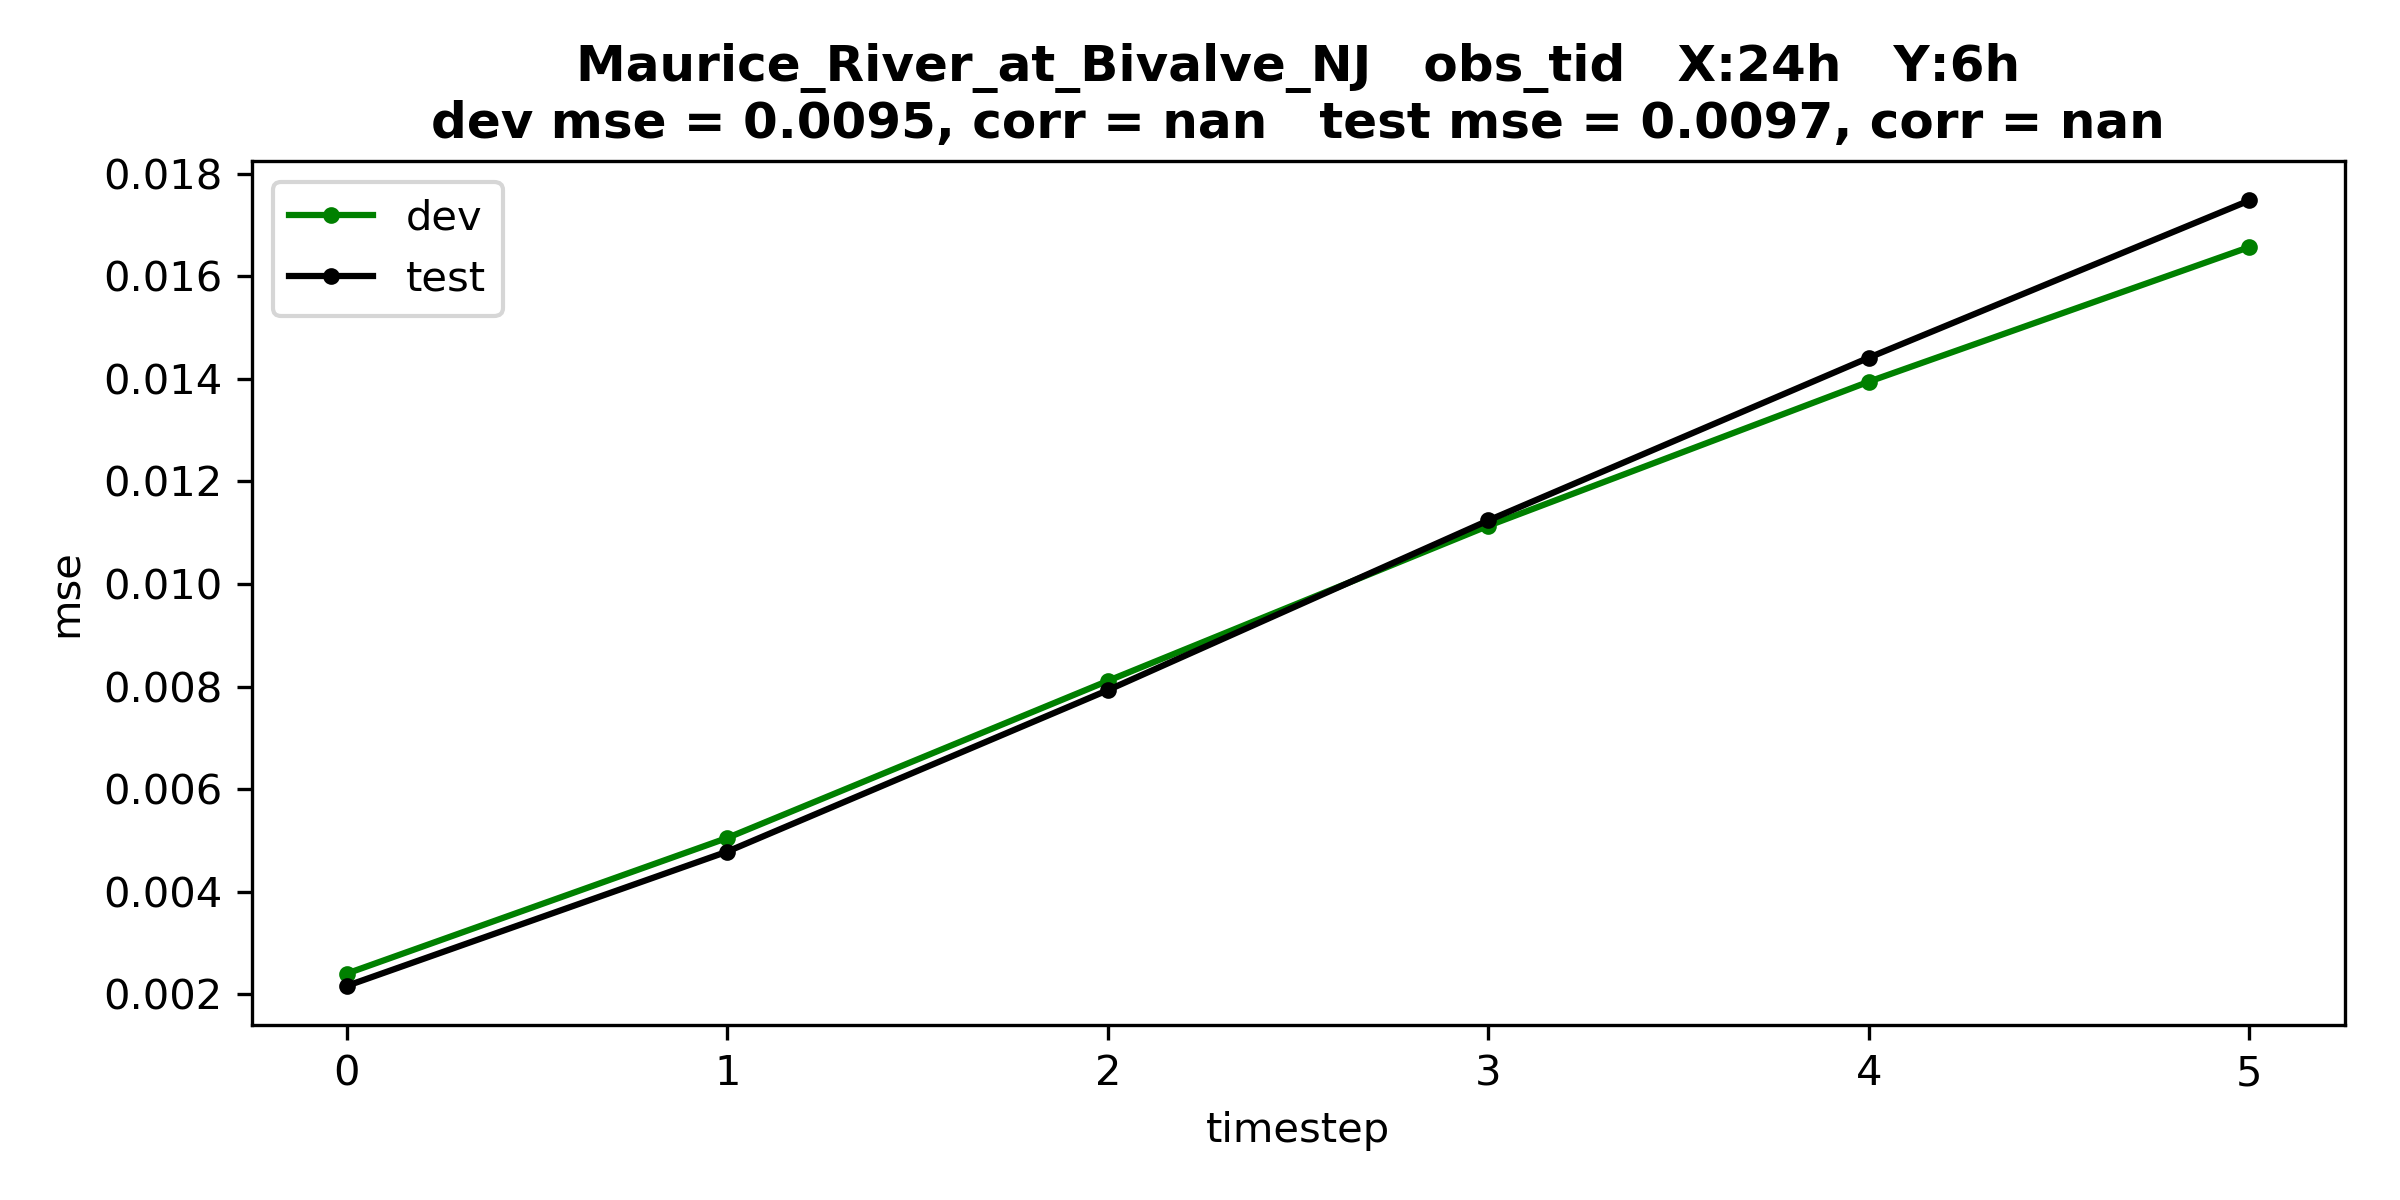 Maurice_River_at_Bivalve_NJ   obs_tid   X:24h   Y:6h
dev mse = 0.0095, corr = nan   test mse = 0.0097, corr = nan
dev
test
0.018
0.016
0.014
0.012
0.010
0.008
0.006
0.004
0.002
mse
0 1 2 3 4 5
timestep